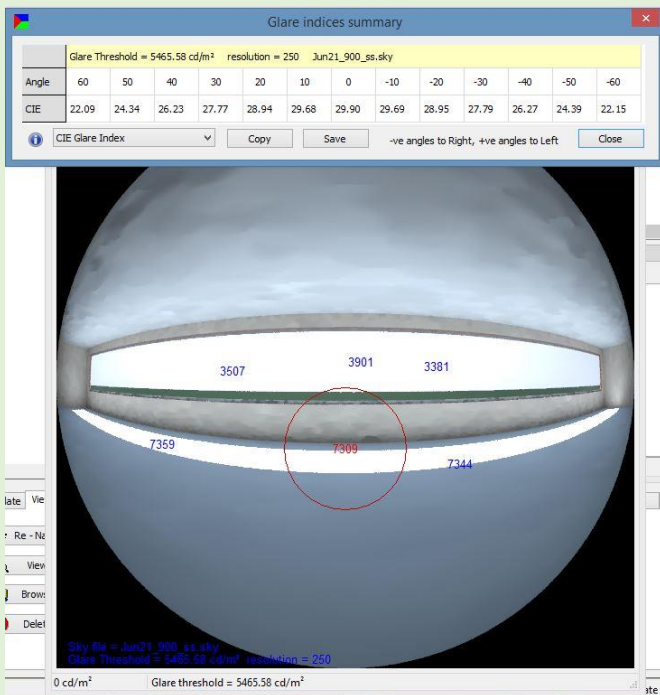 Glare indices summary
Glare Threshold = 5465.58 cd/m² resolution = 250 Jun21_900_ss.sky
Angle 60 50 40 30 20 10 0 -10 -20 -30 -40 -50 -60
CIE 22.09 24.34 26.23 27.77 28.94 29.68 29.90 29.69 28.95 27.79 26.27 24.39 22.15
CIE Glare Index Copy Save -ve angles to Right, +ve angles to Left Close
3507 3901 3381
7359 7309 7344
Vie
Re - Na
View
Brows
Delet
Sky file = Jun21_900_ss.sky
Glare Threshold = 5465.58 cd/m² resolution = 250
0 cd/m² Glare threshold = 5465.58 cd/m²